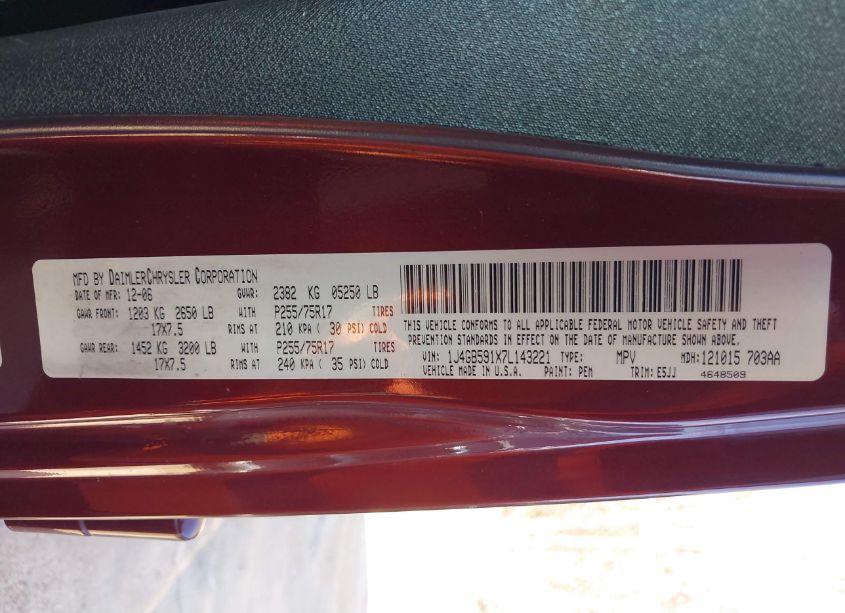 MFD BY DAIMLERCHRYSLER CORPORATION
DATE OF MFR: 12-06 GVWR: 2382 KG 05250 LB
GAWR FRONT: 1203 KG 2650 LB WITH P255/75R17 TIRES
17X7.5 RIMS AT 210 KPA ( 30 PSI) COLD
GAWR REAR: 1452 KG 3200 LB WITH P255/75R17 TIRES
17X7.5 RIMS AT 240 KPA ( 35 PSI) COLD
THIS VEHICLE CONFORMS TO ALL APPLICABLE FEDERAL MOTOR VEHICLE SAFETY AND THEFT
PREVENTION STANDARDS IN EFFECT ON THE DATE OF MANUFACTURE SHOWN ABOVE.
VIN: 1J4GB591X7L143221 TYPE: MPV MDH:121015 703AA
VEHICLE MADE IN U.S.A. PAINT: PEM TRIM: E5JJ 4648509